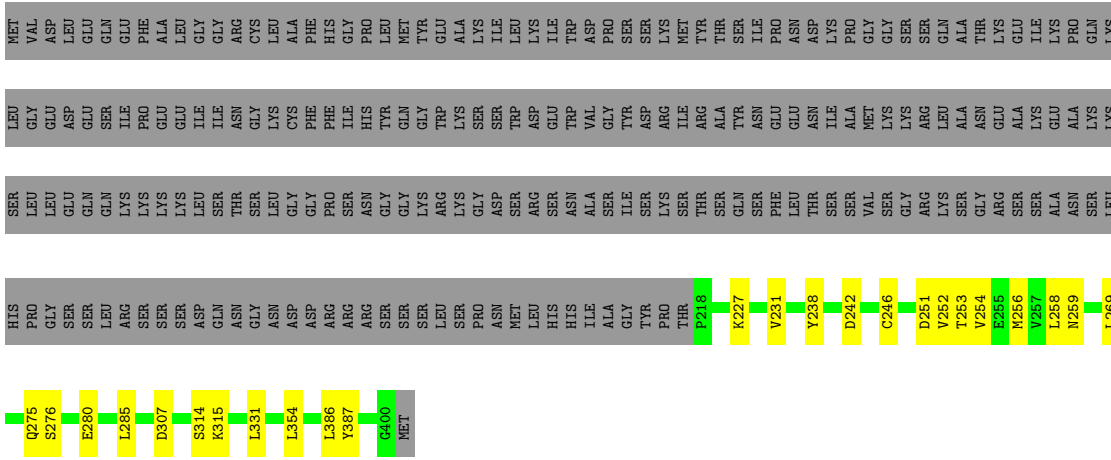 MET VAL ASP LEU GLU GLU GLN GLU PHE ALA LEU GLY GLY ARG CYS LEU ALA PHE HIS GLY PRO LEU MET TYR GLU ALA LYS ILE LEU LYS ILE TRP ASP PRO SER SER LYS MET TYR THR SER ILE PRO ASN ASP LYS PRO GLY GLY SER SER GLN ALA THR LYS GLU ILE LYS PRO GLN LYS
LEU GLY GLU ASP GLU SER ILE PRO GLU GLU ILE ILE ASN GLY LYS CYS PHE PHE ILE HIS TYR GLN GLY TRP LYS SER SER TRP ASP GLU TRP VAL GLY TYR ASP ARG ILE ARG ALA TYR ASN GLU GLU ASN ILE ALA MET LYS LYS ARG LEU ALA ASN GLU ALA LYS GLU ALA LYS LYS
SER LEU LEU GLU GLN GLN LYS LYS LYS LYS LEU SER THR SER LEU GLY GLY PRO SER ASN GLY GLY LYS ARG LYS GLY ASP SER ARG SER ASN ALA SER ILE SER LYS SER THR SER GLN SER PHE LEU THR SER SER VAL SER GLY ARG LYS SER GLY ARG SER SER ALA ASN SER LEU
HIS PRO GLY SER SER LEU ARG SER SER SER ASP GLN ASN GLY ASN ASP ASP ARG ARG ARG SER SER SER LEU SER PRO ASN MET LEU HIS HIS ILE ALA GLY TYR PRO THR P218 K227 V231 Y238 D242 C246 D251 V252 T253 V254 E255 M256 V257 L258 N259 L269
Q275 S276 E280 L285 D307 S314 K315 L331 L354 L386 Y387 G400 MET